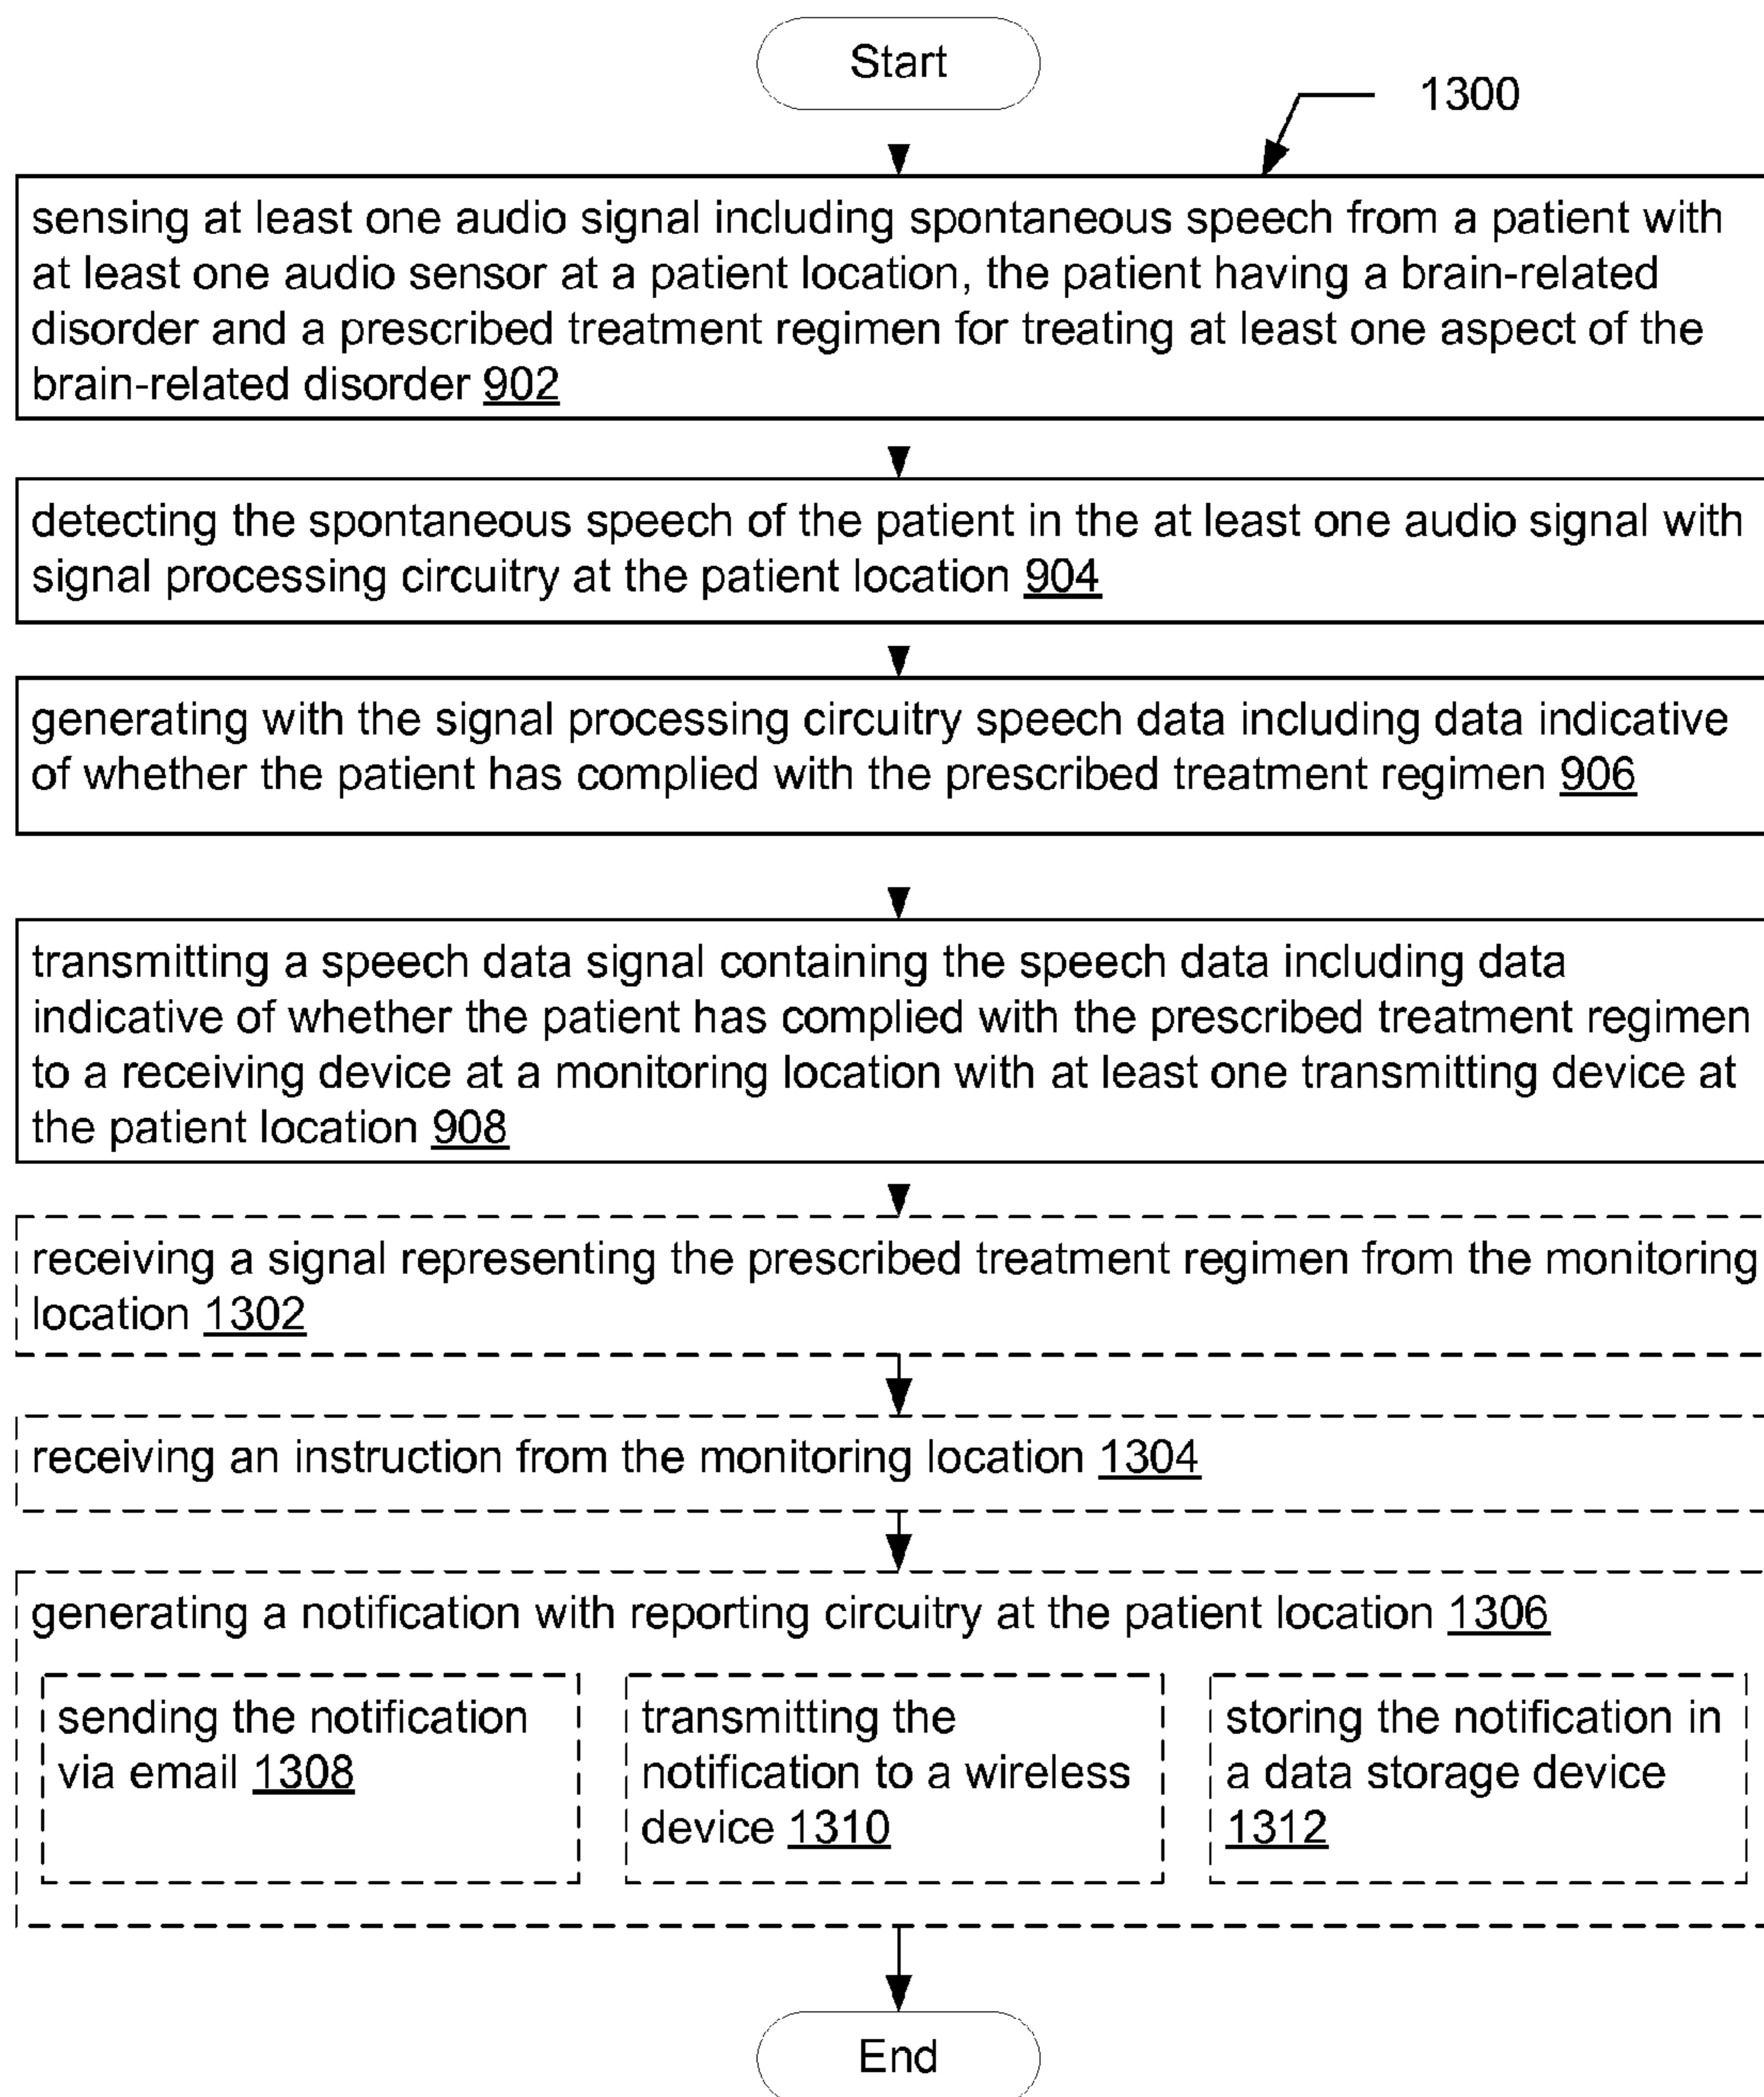 Start
1300
sensing at least one audio signal including spontaneous speech from a patient with
at least one audio sensor at a patient location, the patient having a brain-related
disorder and a prescribed treatment regimen for treating at least one aspect of the
brain-related disorder 902
detecting the spontaneous speech of the patient in the at least one audio signal with
signal processing circuitry at the patient location 904
generating with the signal processing circuitry speech data including data indicative
of whether the patient has complied with the prescribed treatment regimen 906
transmitting a speech data signal containing the speech data including data
indicative of whether the patient has complied with the prescribed treatment regimen
to a receiving device at a monitoring location with at least one transmitting device at
the patient location 908
receiving a signal representing the prescribed treatment regimen from the monitoring
location 1302
receiving an instruction from the monitoring location 1304
generating a notification with reporting circuitry at the patient location 1306
sending the notification
via email 1308
transmitting the
notification to a wireless
device 1310
storing the notification in
a data storage device
1312
End